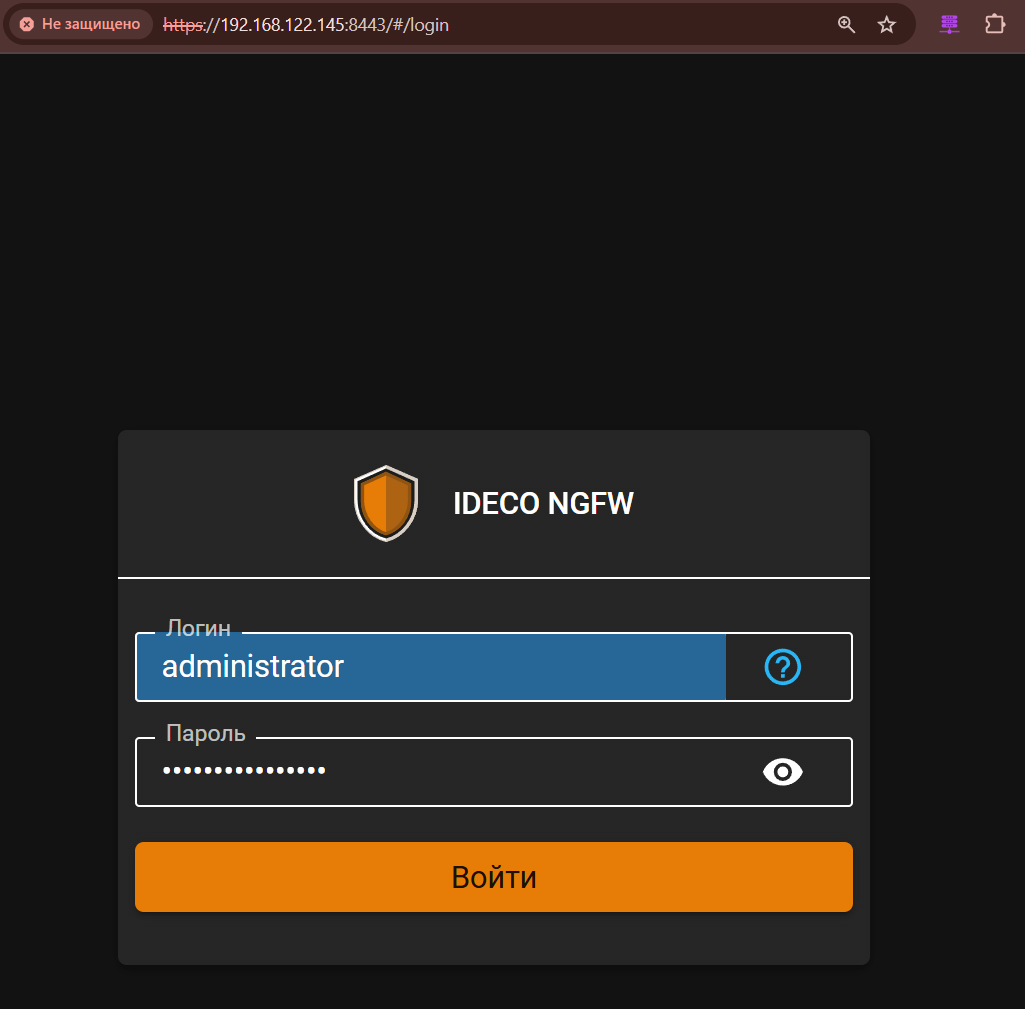 Не защищено https://192.168.122.145:8443/#/login
IDECO NGFW
Логин
administrator
Пароль
••••••••••••••••
Войти